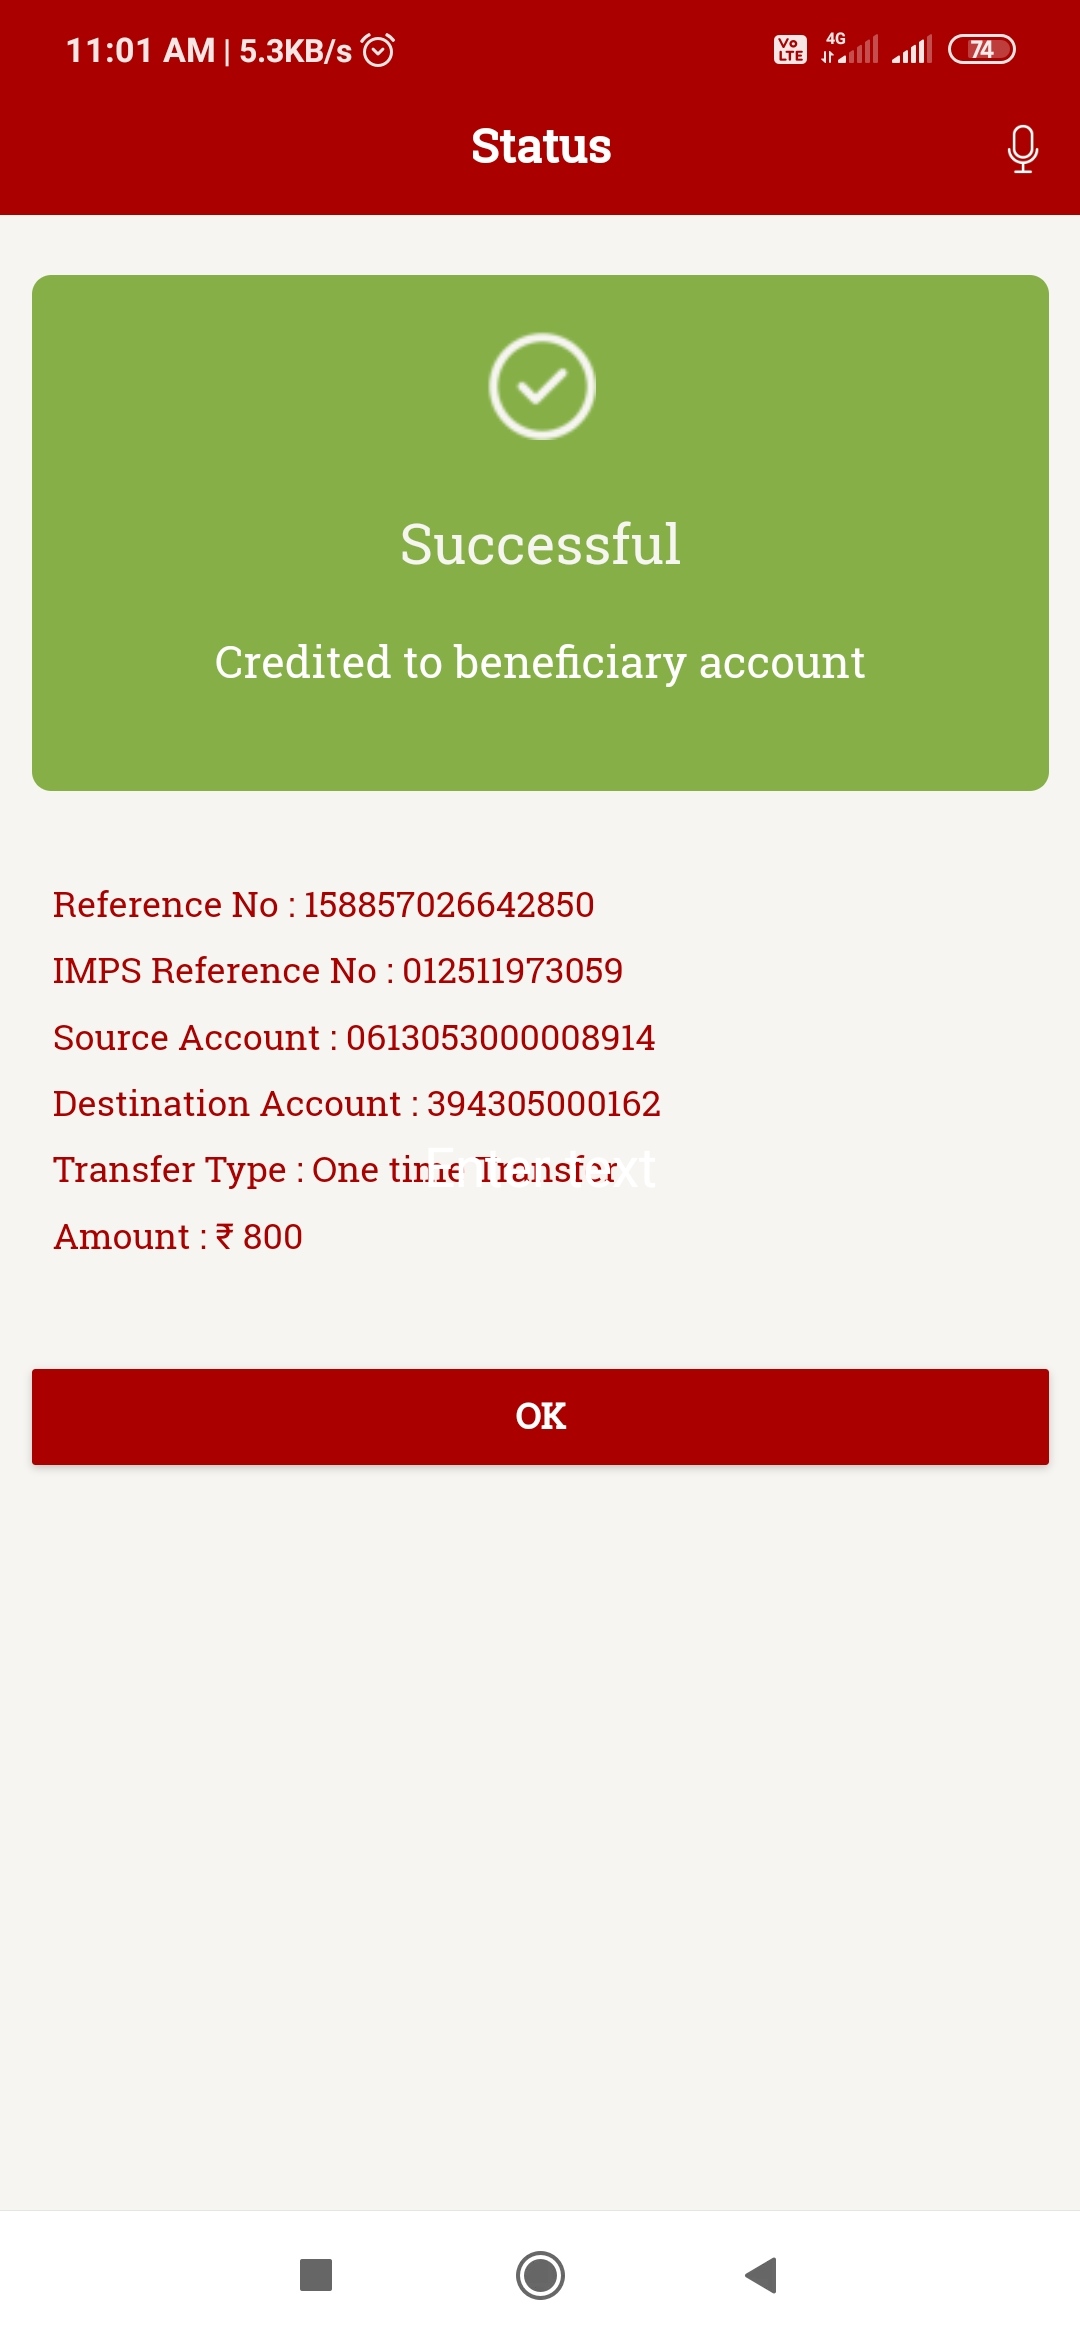 11:01 AM | 5.3KB/s
Vo LTE 4G 74
Status
Successful
Credited to beneficiary account
Reference No : 158857026642850
IMPS Reference No : 012511973059
Source Account : 0613053000008914
Destination Account : 394305000162
Transfer Type : One time Transfer
Enter text
Amount : ₹ 800
OK